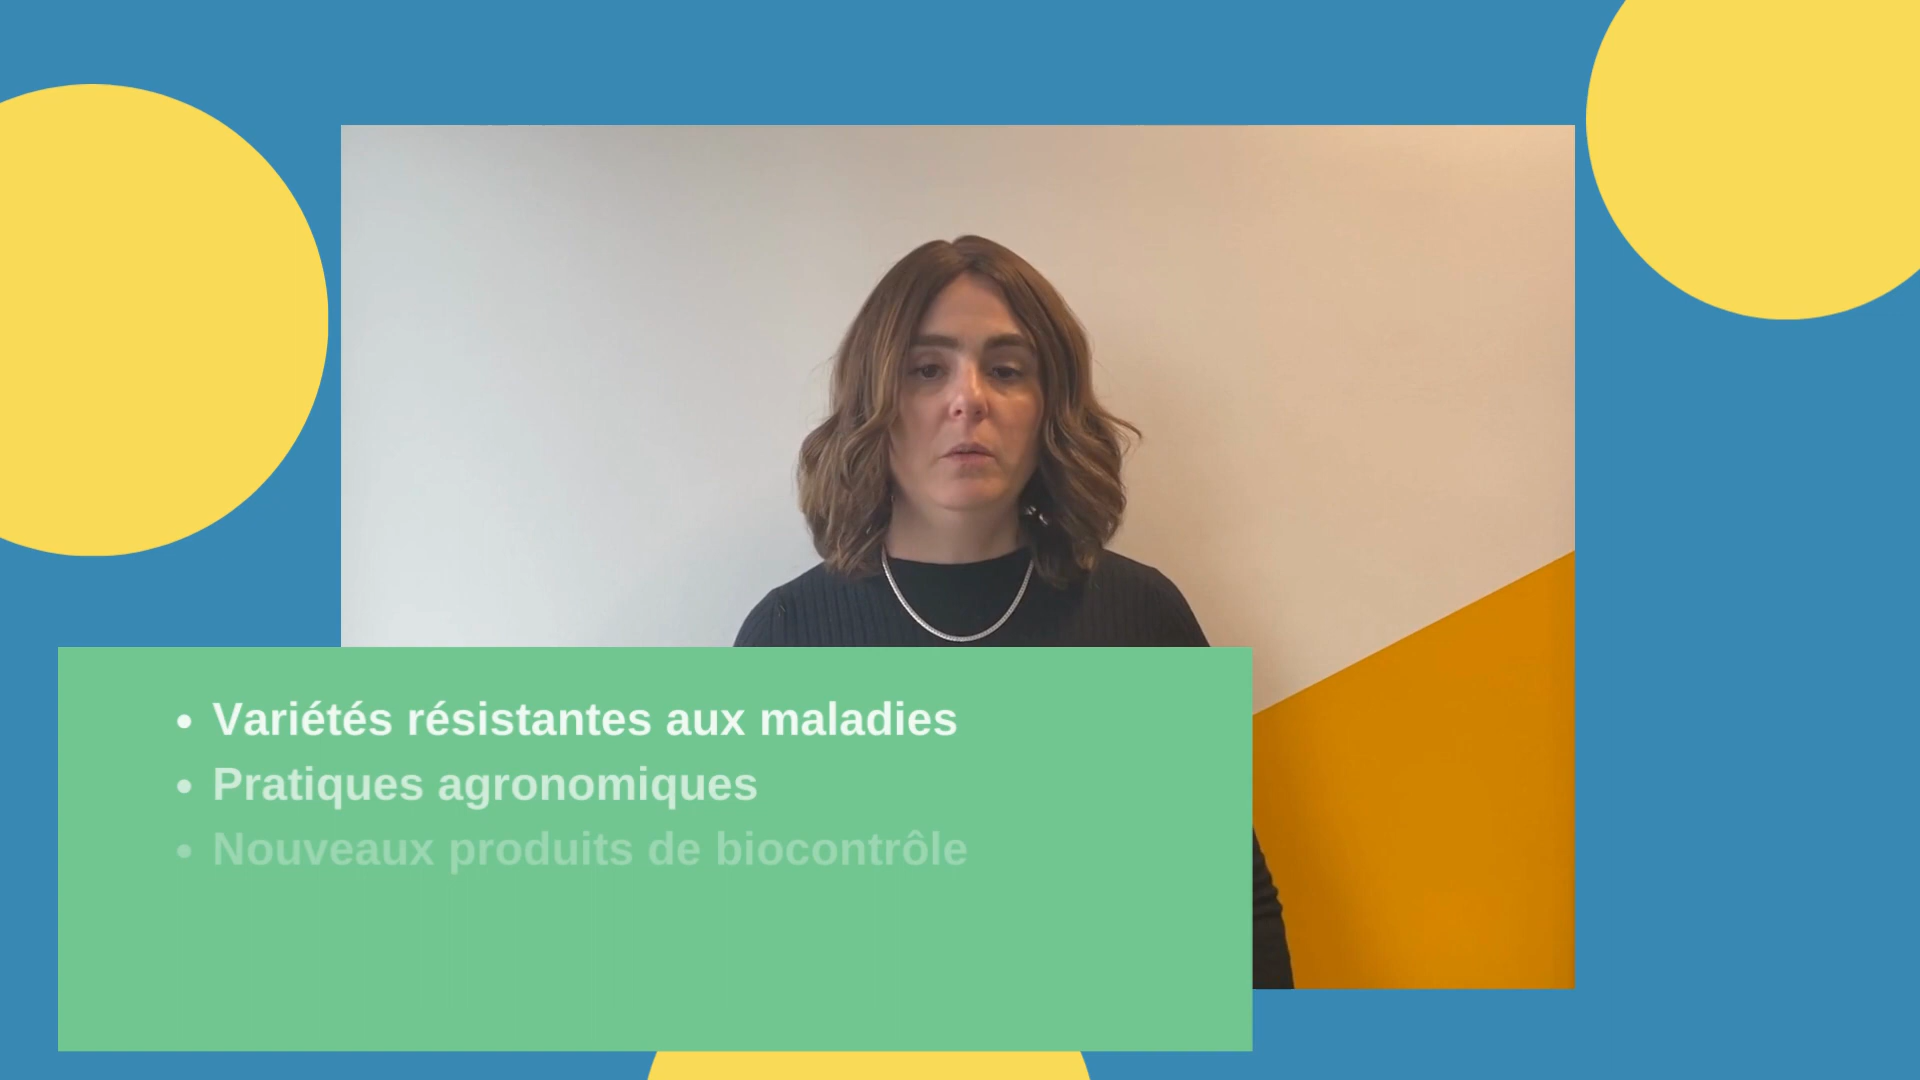 • Variétés résistantes aux maladies
• Pratiques agronomiques
• Nouveaux produits de biocontrôle